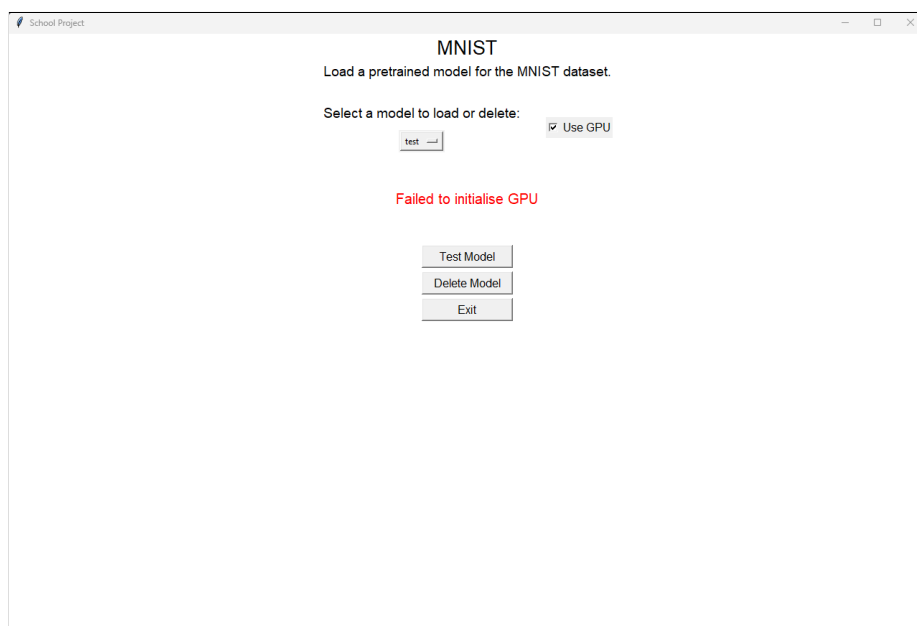 School Project
MNIST
Load a pretrained model for the MNIST dataset.
Select a model to load or delete:
Use GPU
test
Failed to initialise GPU
Test Model
Delete Model
Exit